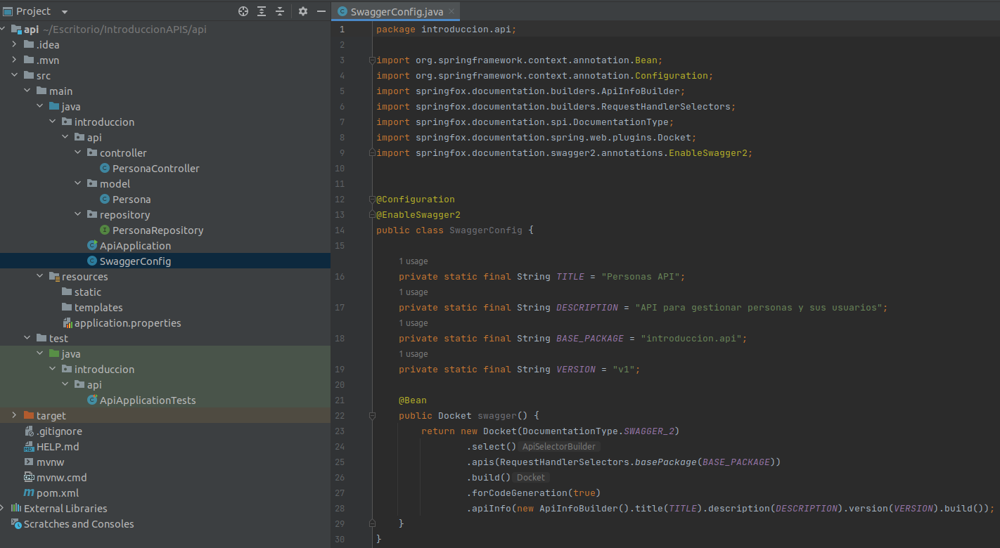 Project
api ~/Escritorio/IntroduccionAPIS/api
.idea
.mvn
src
main
java
introduccion
api
controller
PersonaController
model
Persona
repository
PersonaRepository
ApiApplication
SwaggerConfig
resources
static
templates
application.properties
test
java
introduccion
api
ApiApplicationTests
target
.gitignore
HELP.md
mvnw
mvnw.cmd
pom.xml
External Libraries
Scratches and Consoles
SwaggerConfig.java
1 package introduccion.api;
2
3 import org.springframework.context.annotation.Bean;
4 import org.springframework.context.annotation.Configuration;
5 import springfox.documentation.builders.ApiInfoBuilder;
6 import springfox.documentation.builders.RequestHandlerSelectors;
7 import springfox.documentation.spi.DocumentationType;
8 import springfox.documentation.spring.web.plugins.Docket;
9 import springfox.documentation.swagger2.annotations.EnableSwagger2;
10
11
12 @Configuration
13 @EnableSwagger2
14 public class SwaggerConfig {
15
1 usage
16 private static final String TITLE = "Personas API";
1 usage
17 private static final String DESCRIPTION = "API para gestionar personas y sus usuarios";
1 usage
18 private static final String BASE_PACKAGE = "introduccion.api";
1 usage
19 private static final String VERSION = "v1";
20
21 @Bean
22 public Docket swagger() {
23 return new Docket(DocumentationType.SWAGGER_2)
24 .select() ApiSelectorBuilder
25 .apis(RequestHandlerSelectors.basePackage(BASE_PACKAGE))
26 .build() Docket
27 .forCodeGeneration(true)
28 .apiInfo(new ApiInfoBuilder().title(TITLE).description(DESCRIPTION).version(VERSION).build());
29 }
30 }